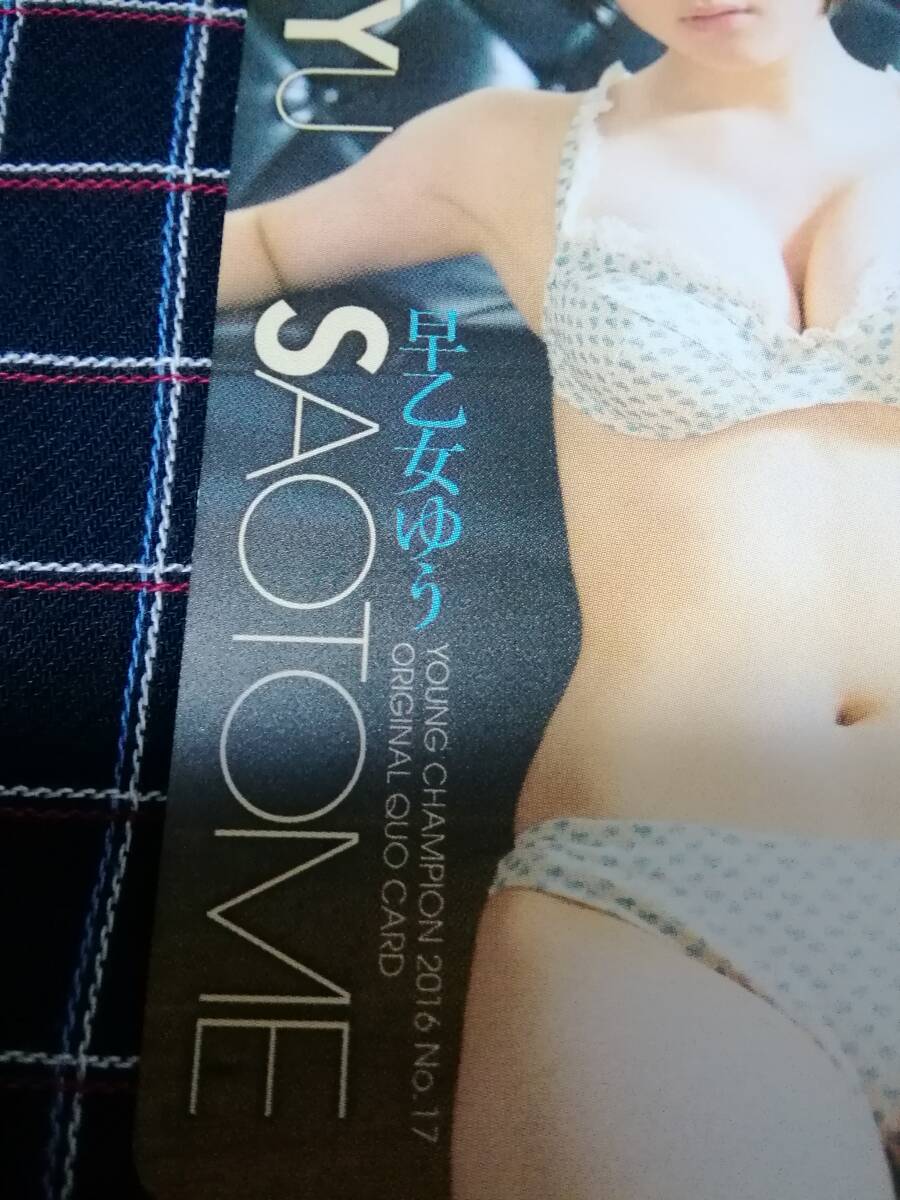 YU
SAOTOME
早乙女ゆう
YOUNG CHAMPION 2016 No.17
ORIGINAL QUO CARD